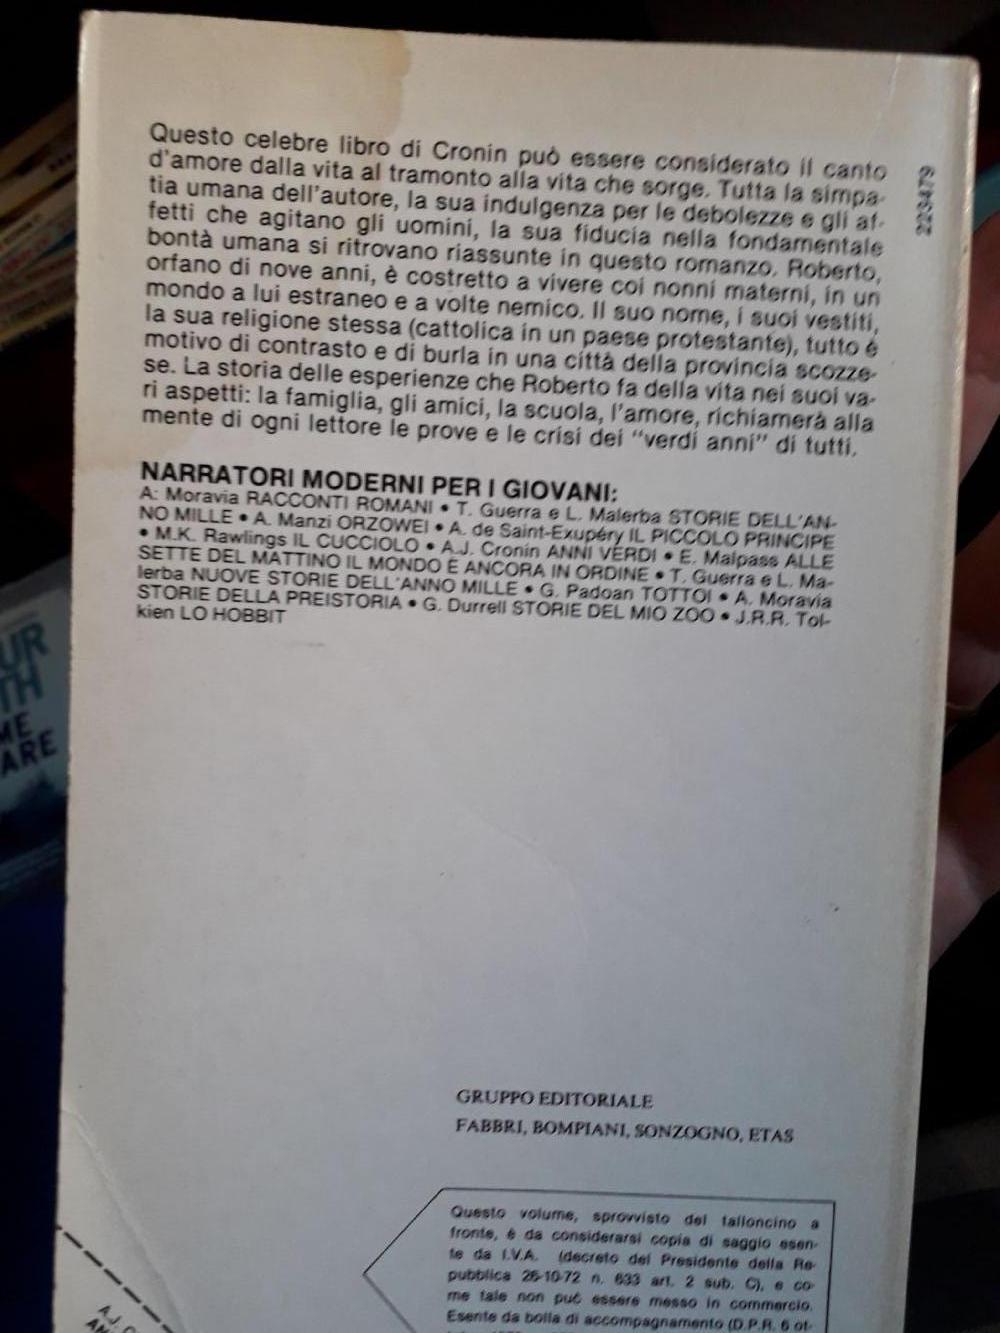 Questo celebre libro di Cronin può essere considerato il canto
d'amore dalla vita al tramonto alla vita che sorge. Tutta la simpa-
tia umana dell'autore, la sua indulgenza per le debolezze e gli af-
fetti che agitano gli uomini, la sua fiducia nella fondamentale
bontà umana si ritrovano riassunte in questo romanzo. Roberto,
orfano di nove anni, è costretto a vivere coi nonni materni, in un
mondo a lui estraneo e a volte nemico. Il suo nome, i suoi vestiti,
la sua religione stessa (cattolica in un paese protestante), tutto è
motivo di contrasto e di burla in una città della provincia scozze-
se. La storia delle esperienze che Roberto fa della vita nei suoi va-
ri aspetti: la famiglia, gli amici, la scuola, l'amore, richiamerà alla
mente di ogni lettore le prove e le crisi dei "verdi anni" di tutti.
229479
NARRATORI MODERNI PER I GIOVANI:
A: Moravia RACCONTI ROMANI • T. Guerra e L. Malerba STORIE DELL'AN-
NO MILLE • A. Manzi ORZOWEI • A. de Saint-Exupéry IL PICCOLO PRINCIPE
• M.K. Rawlings IL CUCCIOLO • A.J. Cronin ANNI VERDI • E. Malpass ALLE
SETTE DEL MATTINO IL MONDO È ANCORA IN ORDINE • T. Guerra e L. Ma-
lerba NUOVE STORIE DELL'ANNO MILLE • G. Padoan TOTTOI • A. Moravia
STORIE DELLA PREISTORIA • G. Durrell STORIE DEL MIO ZOO • J.R.R. Tol-
kien LO HOBBIT
UR
TH
ME
ARE
GRUPPO EDITORIALE
FABBRI, BOMPIANI, SONZOGNO, ETAS
Questo volume, sprovvisto del talloncino a
fronte, è da considerarsi copia di saggio esen-
te da I.V.A. (decreto del Presidente della Re-
pubblica 26-10-72 n. 633 art. 2 sub. C), e co
me tale non può essere messo in commercio.
Esente da bolla di accompagnamento (D.P.R. 6 ot-
A.J. C
AN